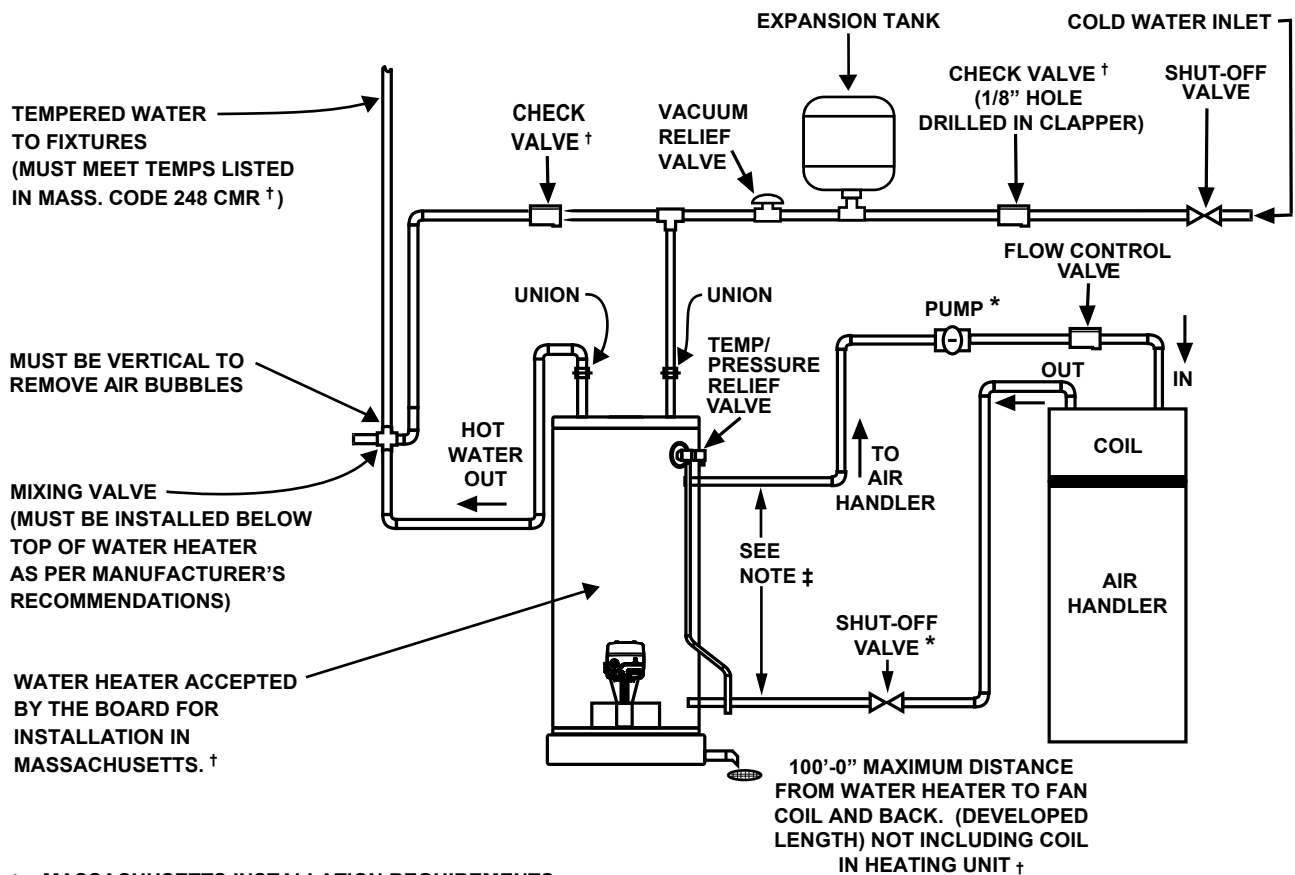 EXPANSION TANK
COLD WATER INLET
TEMPERED WATER
TO FIXTURES
(MUST MEET TEMPS LISTED
IN MASS. CODE 248 CMR †)
CHECK
VALVE †
VACUUM
RELIEF
VALVE
CHECK VALVE †
(1/8” HOLE
DRILLED IN CLAPPER)
SHUT-OFF
VALVE
FLOW CONTROL
VALVE
UNION
UNION
PUMP *
TEMP/
PRESSURE
RELIEF
VALVE
OUT
IN
MUST BE VERTICAL TO
REMOVE AIR BUBBLES
HOT
WATER
OUT
TO
AIR
HANDLER
COIL
MIXING VALVE
(MUST BE INSTALLED BELOW
TOP OF WATER HEATER
AS PER MANUFACTURER’S
RECOMMENDATIONS)
SEE
NOTE ‡
AIR
HANDLER
SHUT-OFF
VALVE *
WATER HEATER ACCEPTED
BY THE BOARD FOR
INSTALLATION IN
MASSACHUSETTS. †
100’-0” MAXIMUM DISTANCE
FROM WATER HEATER TO FAN
COIL AND BACK. (DEVELOPED
LENGTH) NOT INCLUDING COIL
IN HEATING UNIT †
MASSACHUSETTS INSTALLATION REQUIREMENTS